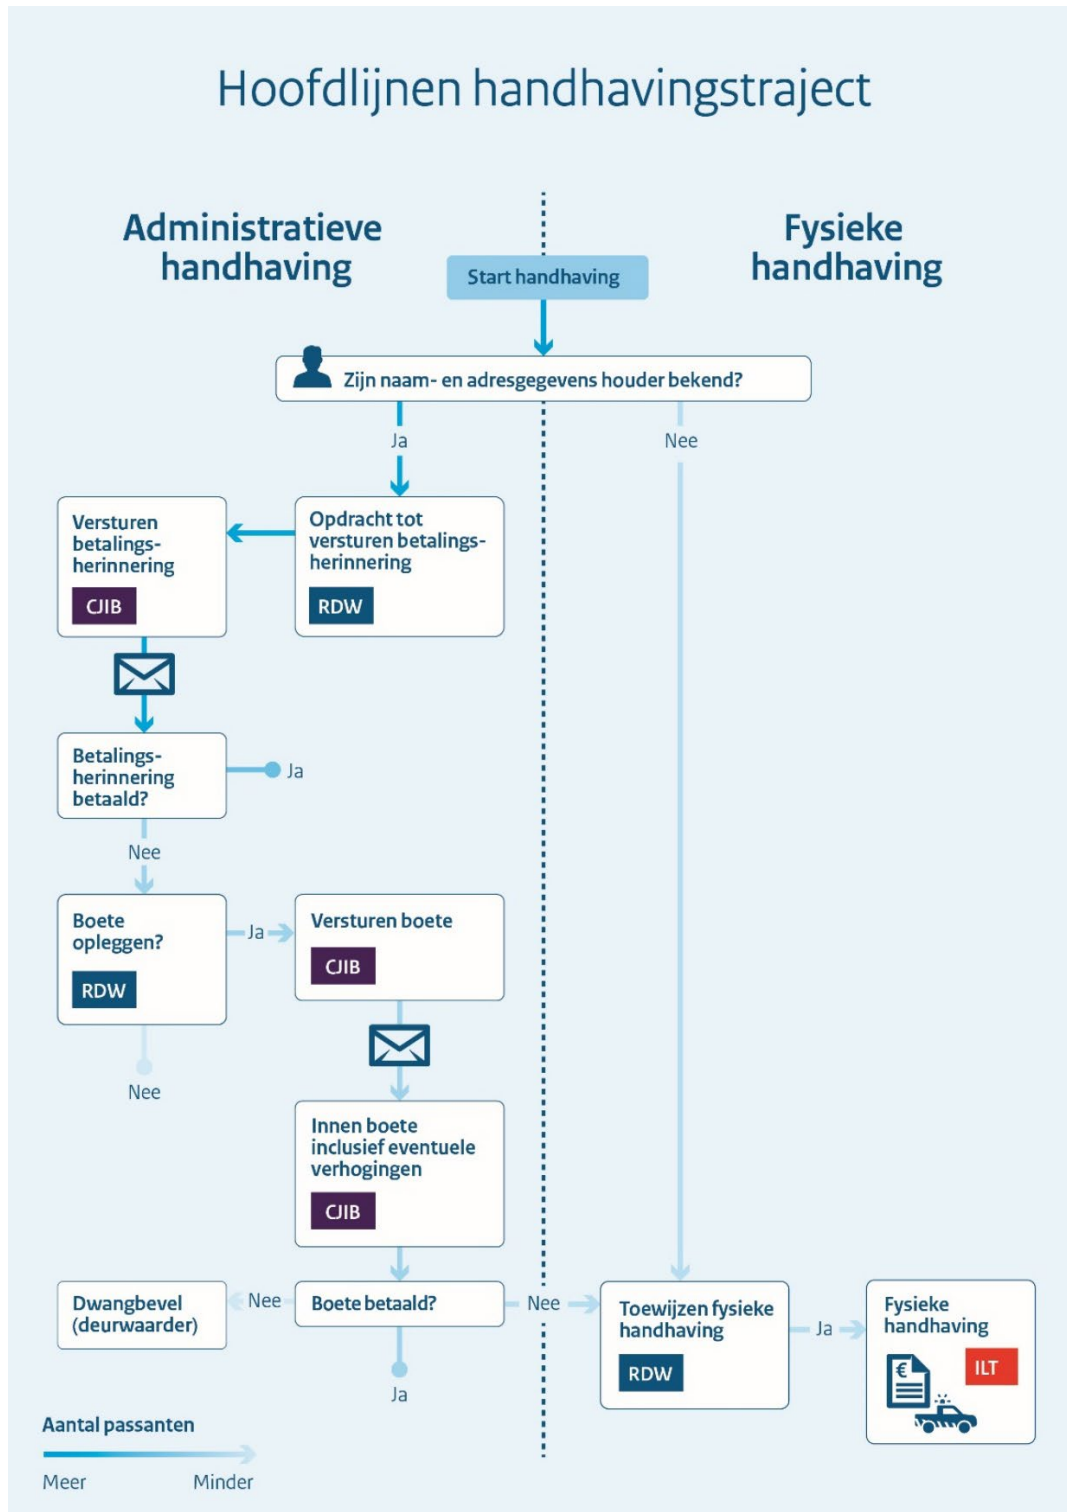 Hoofdlijnen handhavingstraject
Administratieve
handhaving
Fysieke
handhaving
Start handhaving
Zijn naam- en adresgegevens houder bekend?
Ja
Nee
Versturen
betalings-
herinnering
CJIB
Opdracht tot
versturen betalings-
herinnering
RDW
Betalings-
herinnering
betaald?
Ja
Nee
Boete
opleggen?
RDW
Ja
Versturen boete
CJIB
Nee
Innen boete
inclusief eventuele
verhogingen
CJIB
Dwangbevel
(deurwaarder)
Nee
Boete betaald?
Nee
Toewijzen fysieke
handhaving
RDW
Ja
Fysieke
handhaving
€
ILT
Ja
Aantal passanten
Meer
Minder